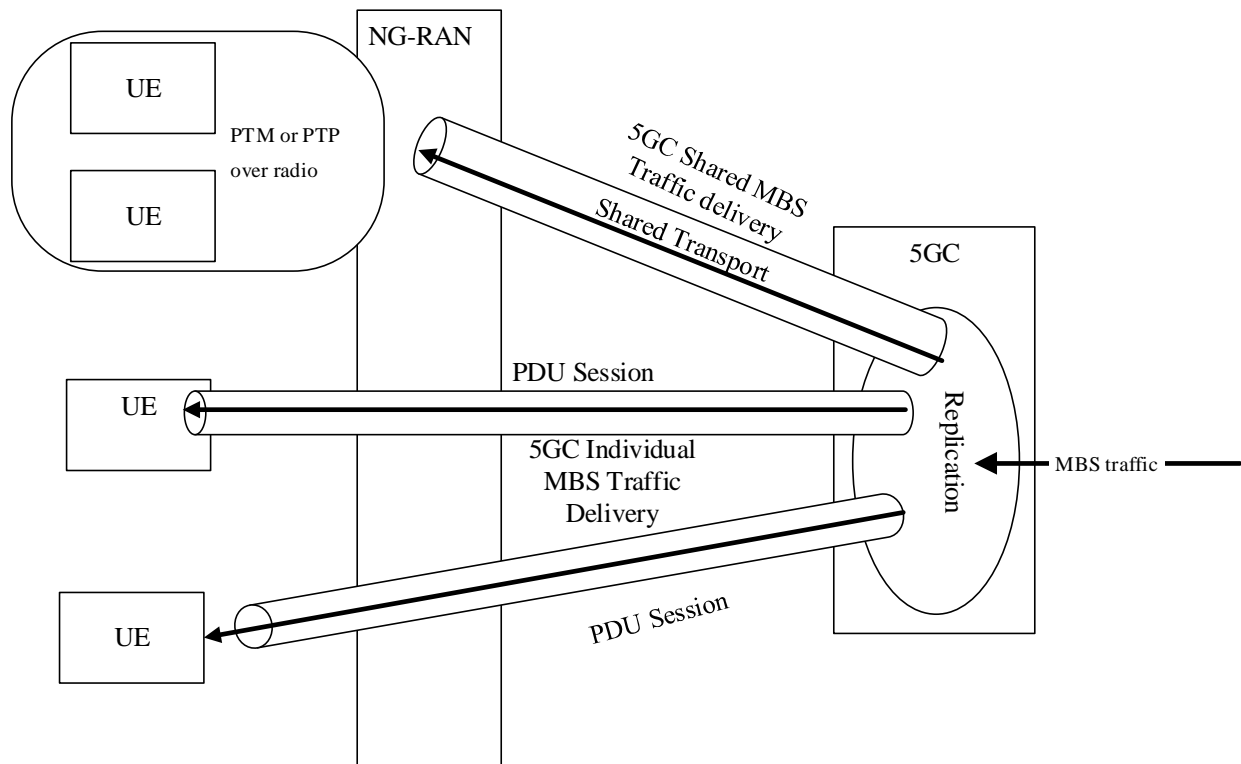 NG-RAN
UE
PTM or PTP
over radio
UE
5GC Shared MBS
Traffic delivery
Shared Transport
5GC
PDU Session
UE
5GC Individual
MBS Traffic
Delivery
Replication
MBS traffic
PDU Session
UE